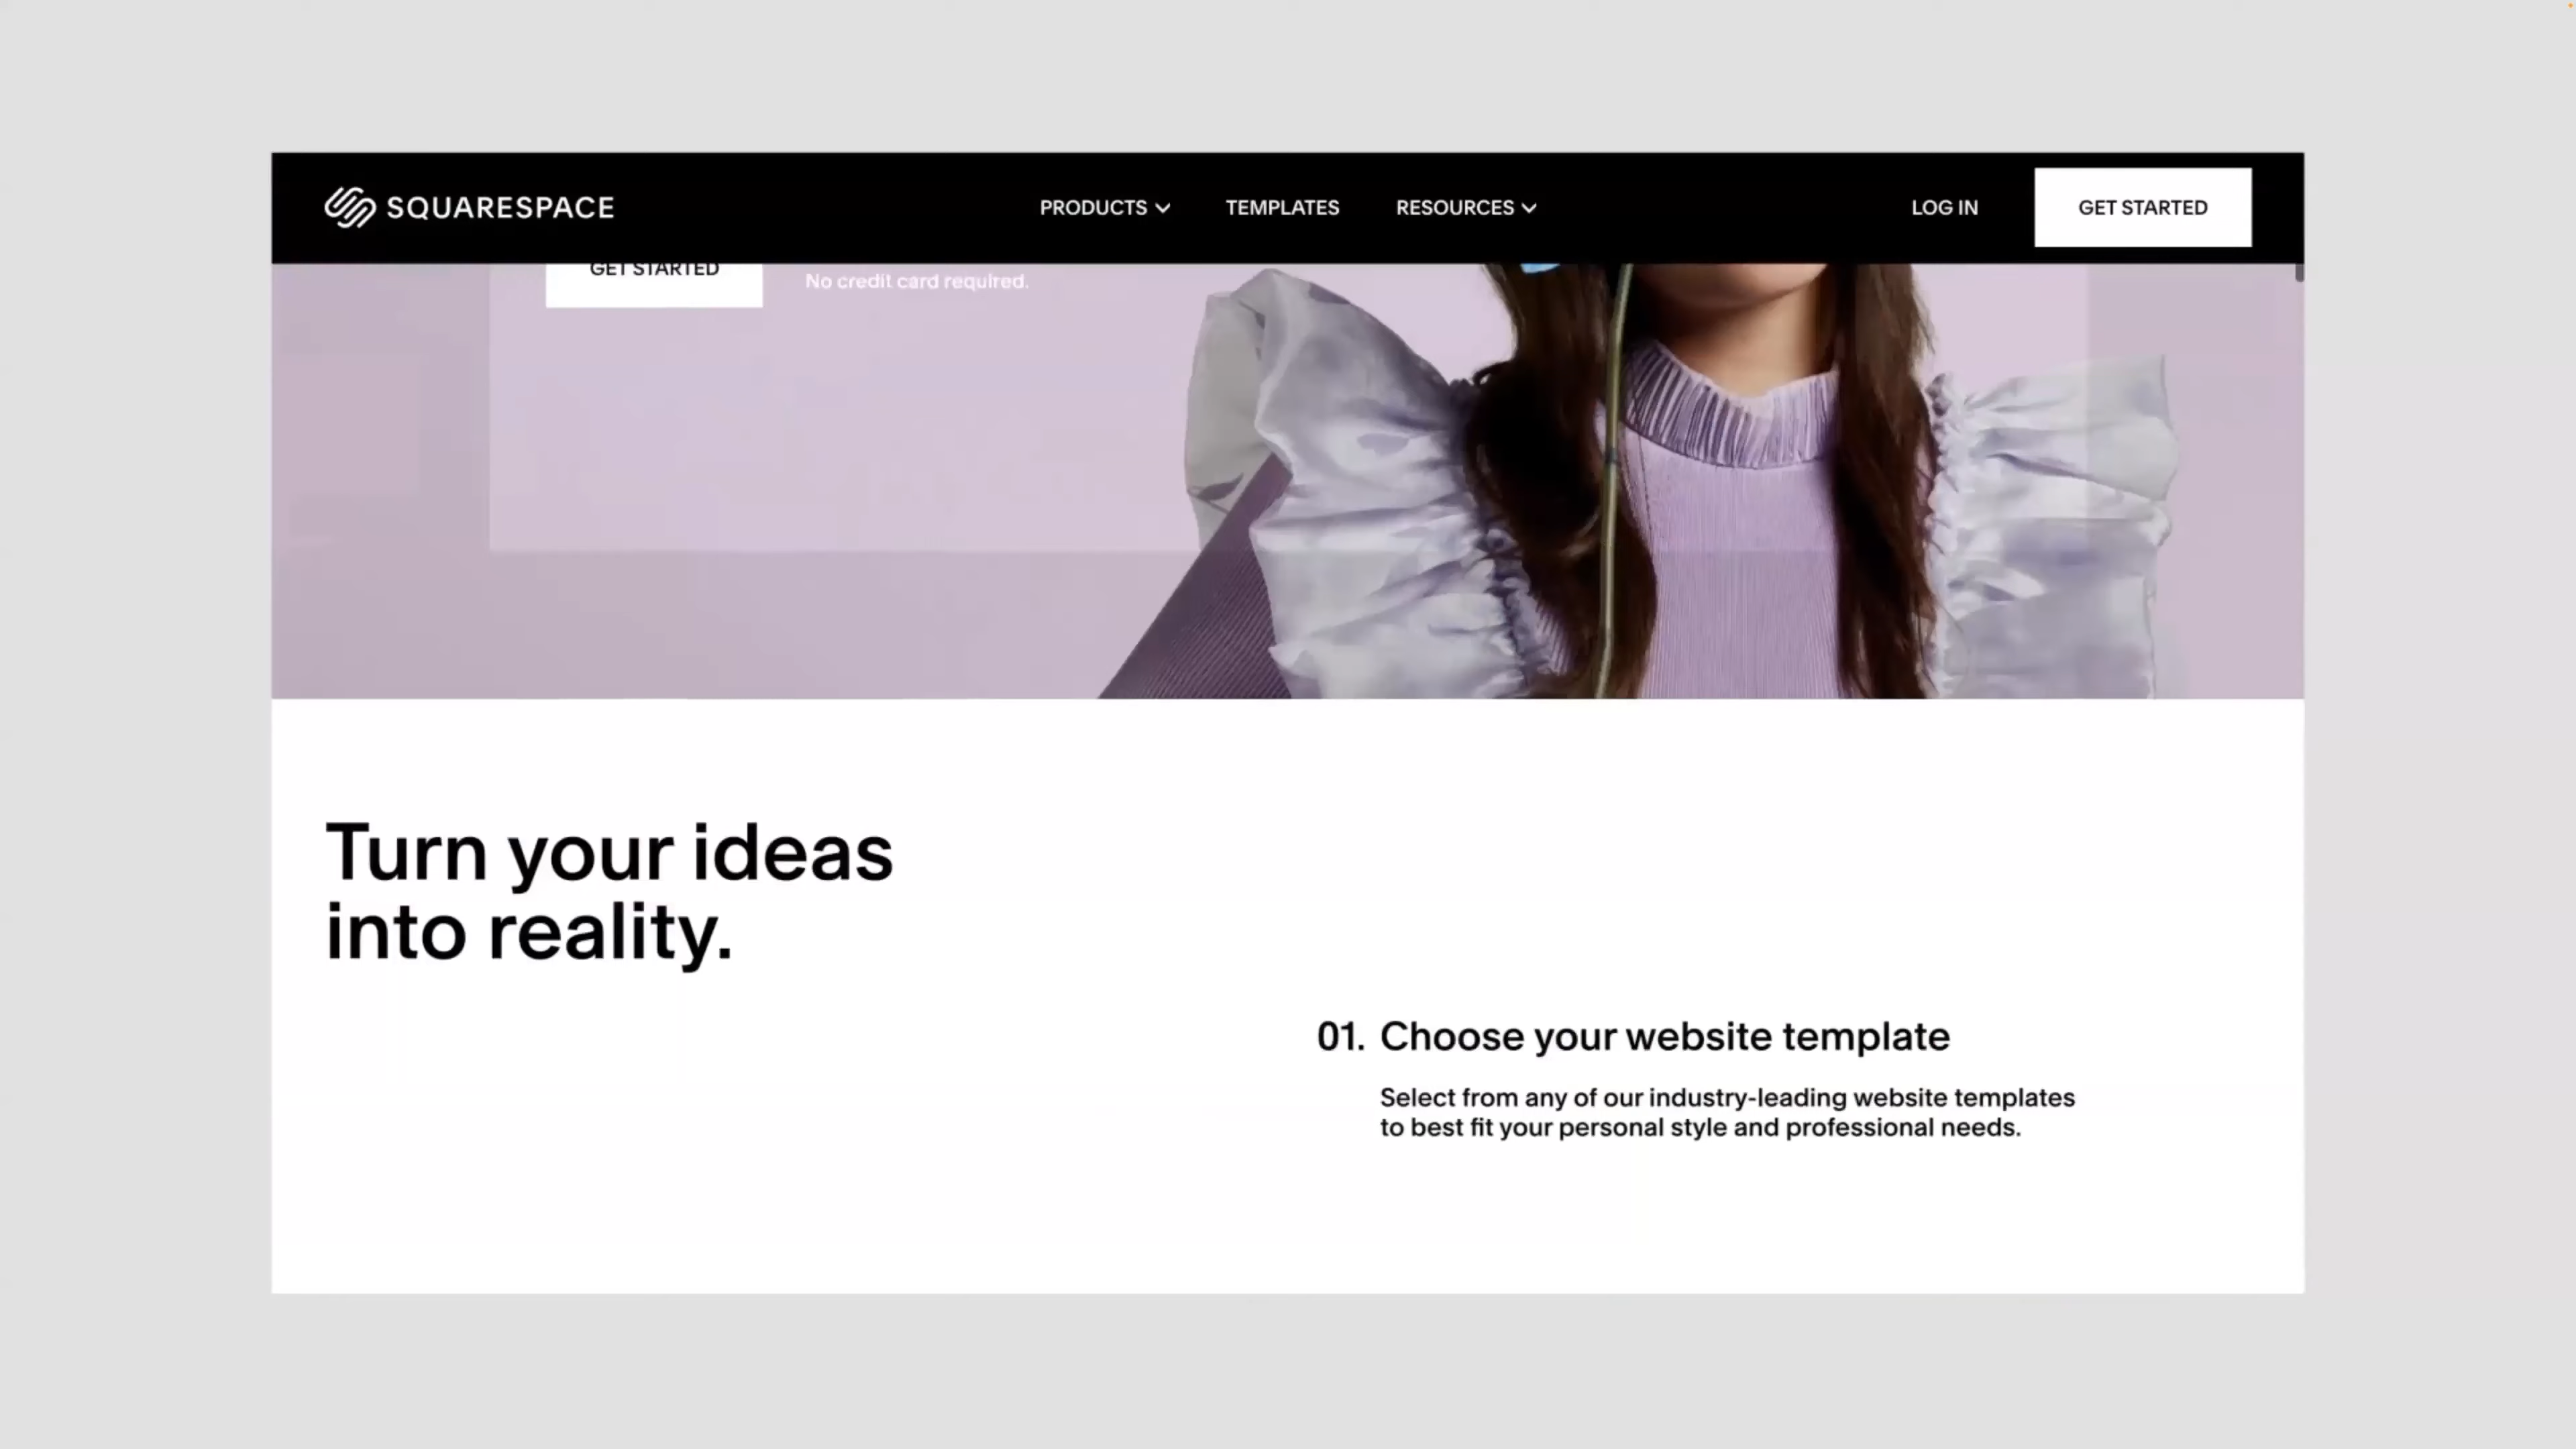 SQUARESPACE
PRODUCTS
TEMPLATES
RESOURCES
LOG IN
GET STARTED
GET STARTED
No credit card required.
Turn your ideas
into reality.
01. Choose your website template
Select from any of our industry-leading website templates
to best fit your personal style and professional needs.